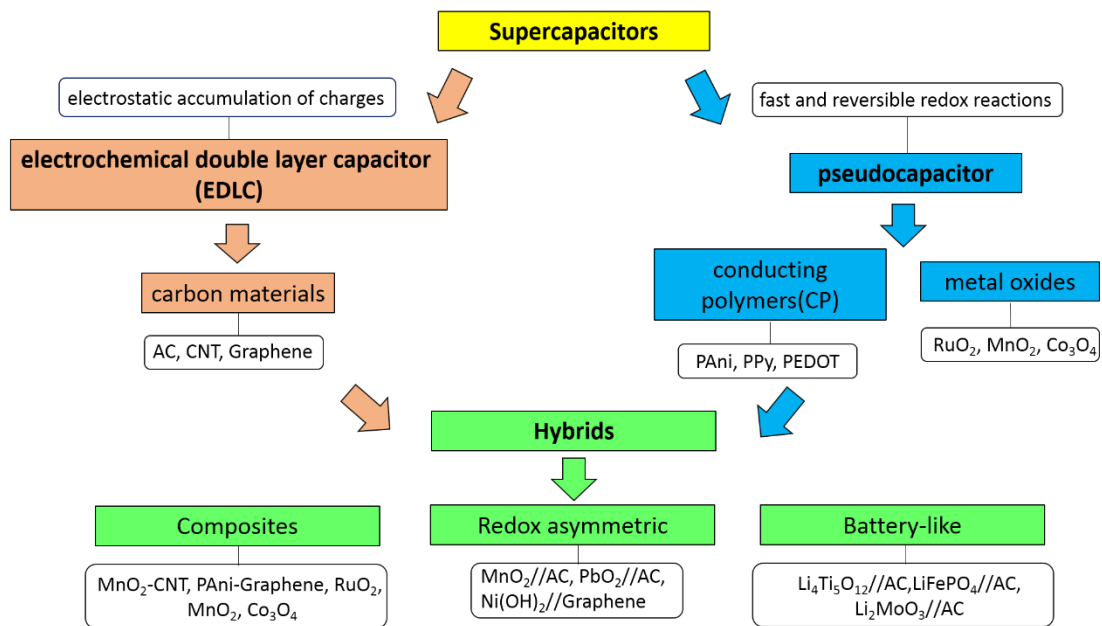 Supercapacitors
electrostatic accumulation of charges
fast and reversible redox reactions
electrochemical double layer capacitor
(EDLC)
pseudocapacitor
carbon materials
conducting
polymers(CP)
metal oxides
AC, CNT, Graphene
PAni, PPy, PEDOT
RuO₂, MnO₂, Co₃O₄
Hybrids
Composites
Redox asymmetric
Battery-like
MnO₂-CNT, PAni-Graphene, RuO₂,
MnO₂, Co₃O₄
MnO₂//AC, PbO₂//AC,
Ni(OH)₂//Graphene
Li₄Ti₅O₁₂//AC,LiFePO₄//AC,
Li₂MoO₃//AC